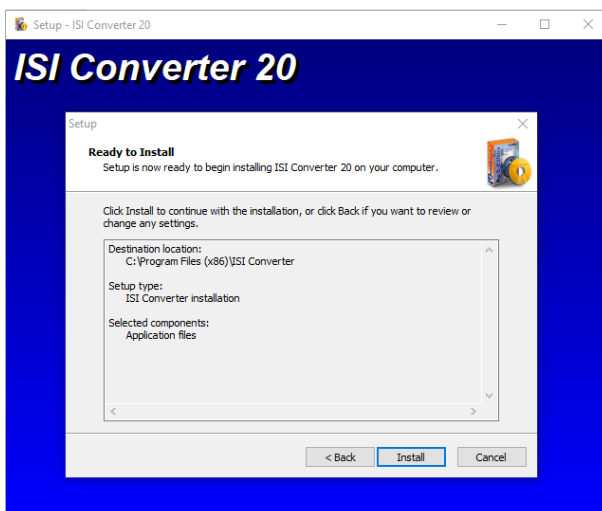 Setup - ISI Converter 20
ISI Converter 20
Setup
Ready to Install
Setup is now ready to begin installing ISI Converter 20 on your computer.
Click Install to continue with the installation, or click Back if you want to review or
change any settings.
Destination location:
C:\Program Files (x86)\ISI Converter
Setup type:
ISI Converter installation
Selected components:
Application files
< Back
Install
Cancel